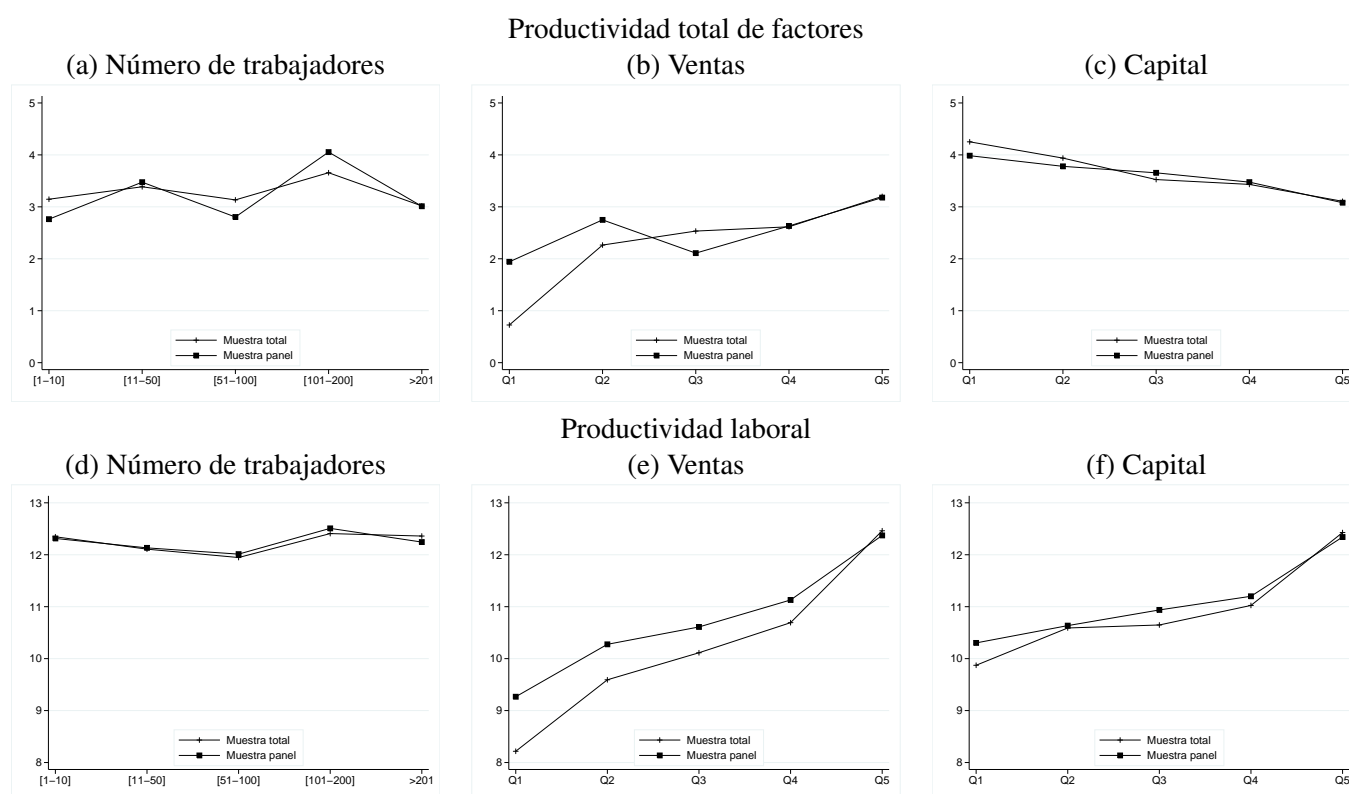 Productividad total de factores
(a) Número de trabajadores
5
4
3
2
1
0
Muestra total
Muestra panel
[1–10] [11–50] [51–100] [101–200] >201
(b) Ventas
5
4
3
2
1
0
Muestra total
Muestra panel
Q1 Q2 Q3 Q4 Q5
(c) Capital
5
4
3
2
1
0
Muestra total
Muestra panel
Q1 Q2 Q3 Q4 Q5
Productividad laboral
(d) Número de trabajadores
13
12
11
10
9
8
Muestra total
Muestra panel
[1–10] [11–50] [51–100] [101–200] >201
(e) Ventas
13
12
11
10
9
8
Muestra total
Muestra panel
Q1 Q2 Q3 Q4 Q5
(f) Capital
13
12
11
10
9
8
Muestra total
Muestra panel
Q1 Q2 Q3 Q4 Q5